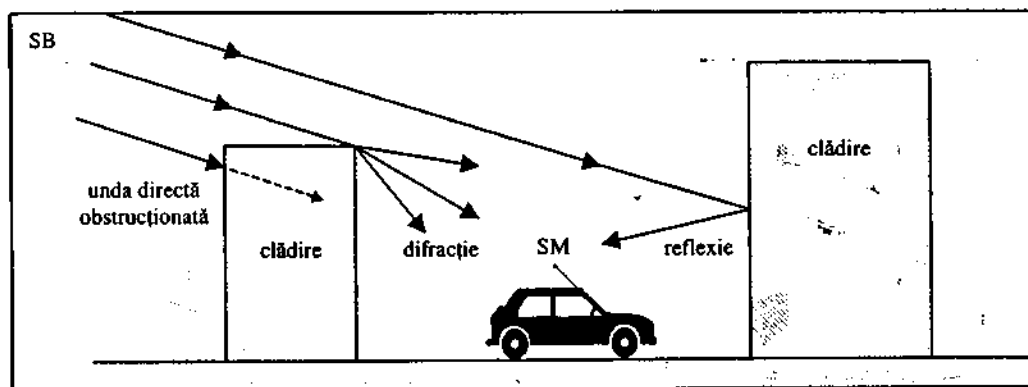 SB
clădire
unda directă
obstrucționată
clădire
difracție
SM
reflexie